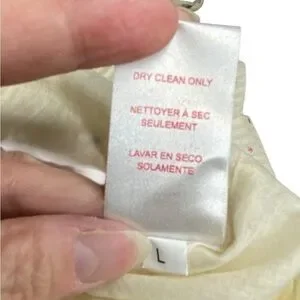 DRY CLEAN ONLY
NETTOYER À SEC
SEULEMENT
LAVAR EN SECO
SOLAMENTE
L